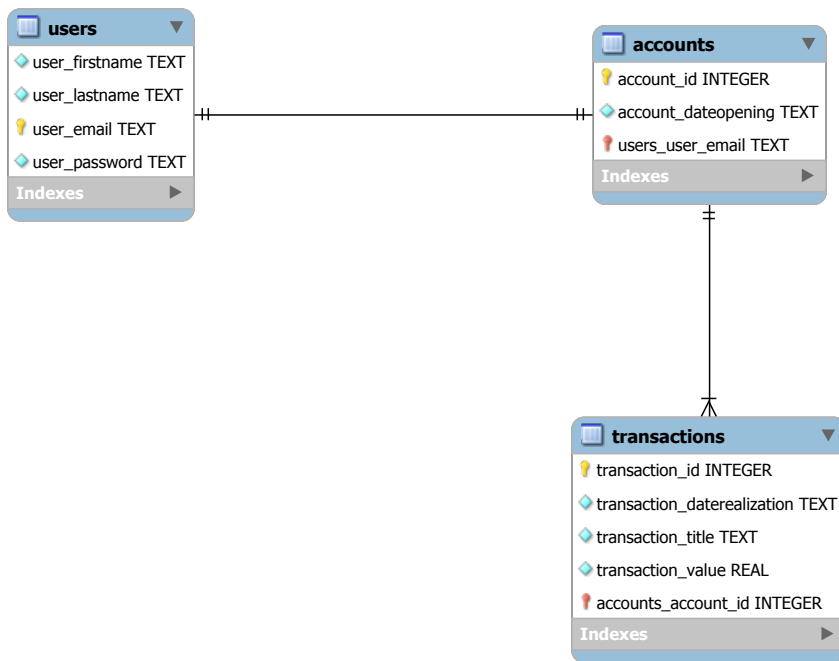 users
user_firstname TEXT
user_lastname TEXT
user_email TEXT
user_password TEXT
Indexes
accounts
account_id INTEGER
account_dateopening TEXT
users_user_email TEXT
Indexes
transactions
transaction_id INTEGER
transaction_daterealization TEXT
transaction_title TEXT
transaction_value REAL
accounts_account_id INTEGER
Indexes